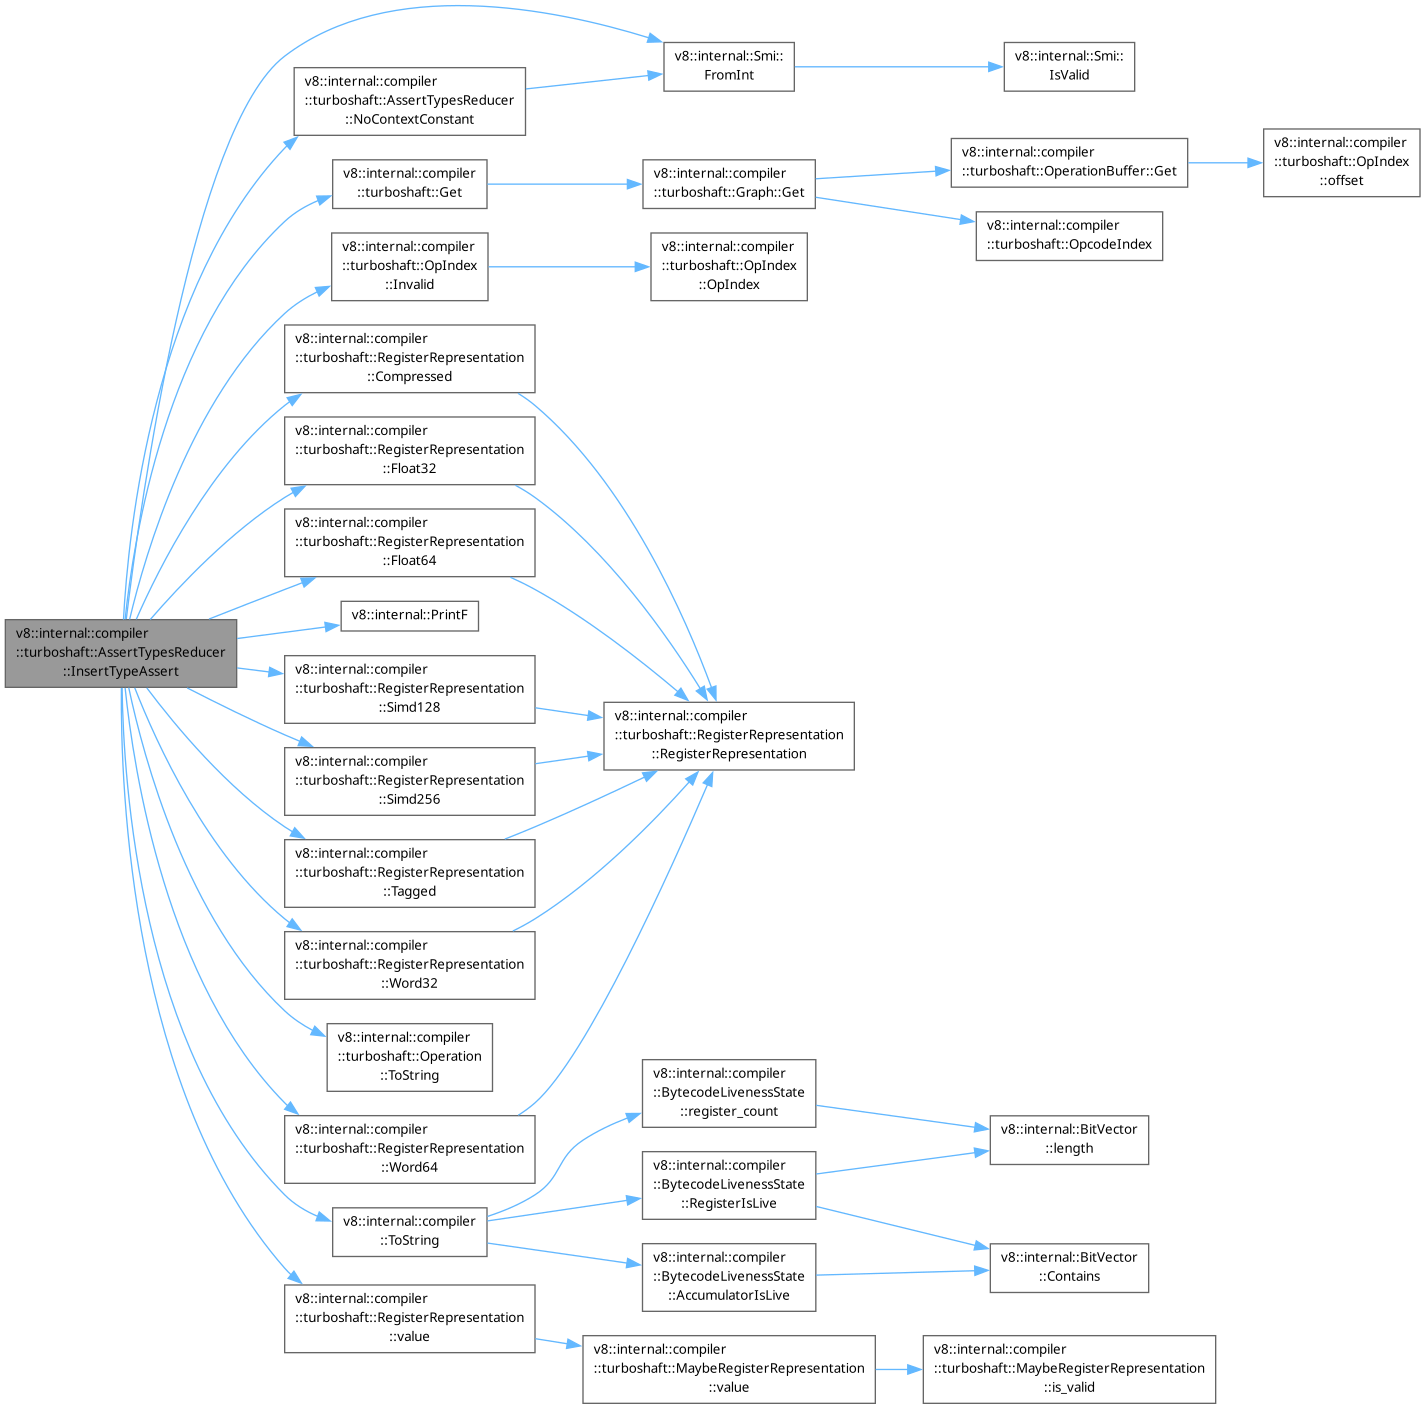 v8::internal::compiler
::turboshaft::AssertTypesReducer
::InsertTypeAssert
v8::internal::Smi::
FromInt
v8::internal::Smi::
IsValid
v8::internal::compiler
::turboshaft::AssertTypesReducer
::NoContextConstant
v8::internal::compiler
::turboshaft::Get
v8::internal::compiler
::turboshaft::Graph::Get
v8::internal::compiler
::turboshaft::OperationBuffer::Get
v8::internal::compiler
::turboshaft::OpIndex
::offset
v8::internal::compiler
::turboshaft::OpcodeIndex
v8::internal::compiler
::turboshaft::OpIndex
::Invalid
v8::internal::compiler
::turboshaft::OpIndex
::OpIndex
v8::internal::compiler
::turboshaft::RegisterRepresentation
::Compressed
v8::internal::compiler
::turboshaft::RegisterRepresentation
::Float32
v8::internal::compiler
::turboshaft::RegisterRepresentation
::Float64
v8::internal::PrintF
v8::internal::compiler
::turboshaft::RegisterRepresentation
::Simd128
v8::internal::compiler
::turboshaft::RegisterRepresentation
::RegisterRepresentation
v8::internal::compiler
::turboshaft::RegisterRepresentation
::Simd256
v8::internal::compiler
::turboshaft::RegisterRepresentation
::Tagged
v8::internal::compiler
::turboshaft::RegisterRepresentation
::Word32
v8::internal::compiler
::turboshaft::Operation
::ToString
v8::internal::compiler
::turboshaft::RegisterRepresentation
::Word64
v8::internal::compiler
::ToString
v8::internal::compiler
::BytecodeLivenessState
::register_count
v8::internal::compiler
::BytecodeLivenessState
::RegisterIsLive
v8::internal::compiler
::BytecodeLivenessState
::AccumulatorIsLive
v8::internal::BitVector
::length
v8::internal::BitVector
::Contains
v8::internal::compiler
::turboshaft::RegisterRepresentation
::value
v8::internal::compiler
::turboshaft::MaybeRegisterRepresentation
::value
v8::internal::compiler
::turboshaft::MaybeRegisterRepresentation
::is_valid